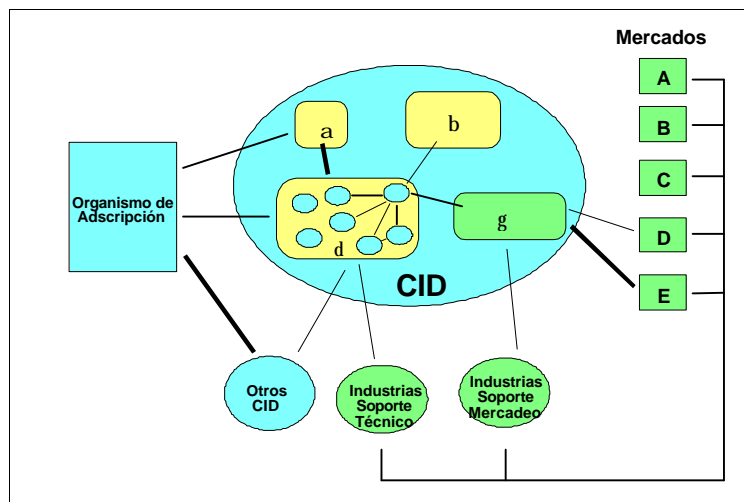 Mercados
A
B
C
D
E
a
b
Organismo de
Adscripción
d
g
CID
Otros
CID
Industrias
Soporte
Técnico
Industrias
Soporte
Mercadeo